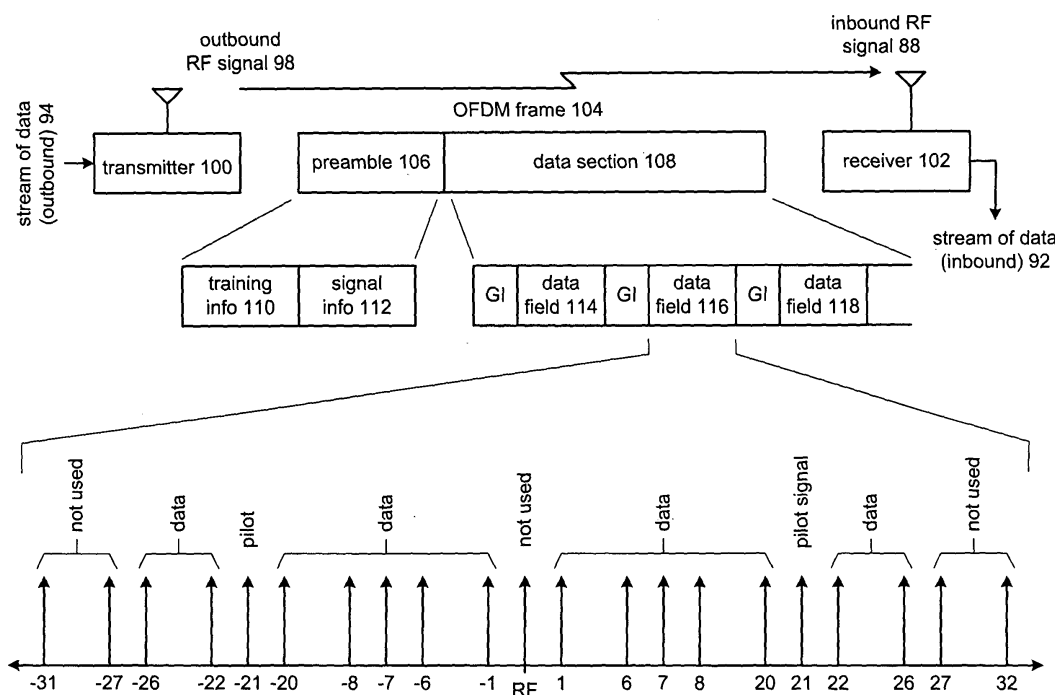 outbound
RF signal 98
inbound RF
signal 88
stream of data
(outbound) 94
OFDM frame 104
transmitter 100
preamble 106
data section 108
receiver 102
stream of data
(inbound) 92
training
info 110
signal
info 112
GI
data
field 114
GI
data
field 116
GI
data
field 118
not used
data
pilot
data
not used
data
pilot signal
data
not used
-31 -27 -26 -22 -21 -20 -8 -7 -6 -1 RF 1 6 7 8 20 21 22 26 27 32